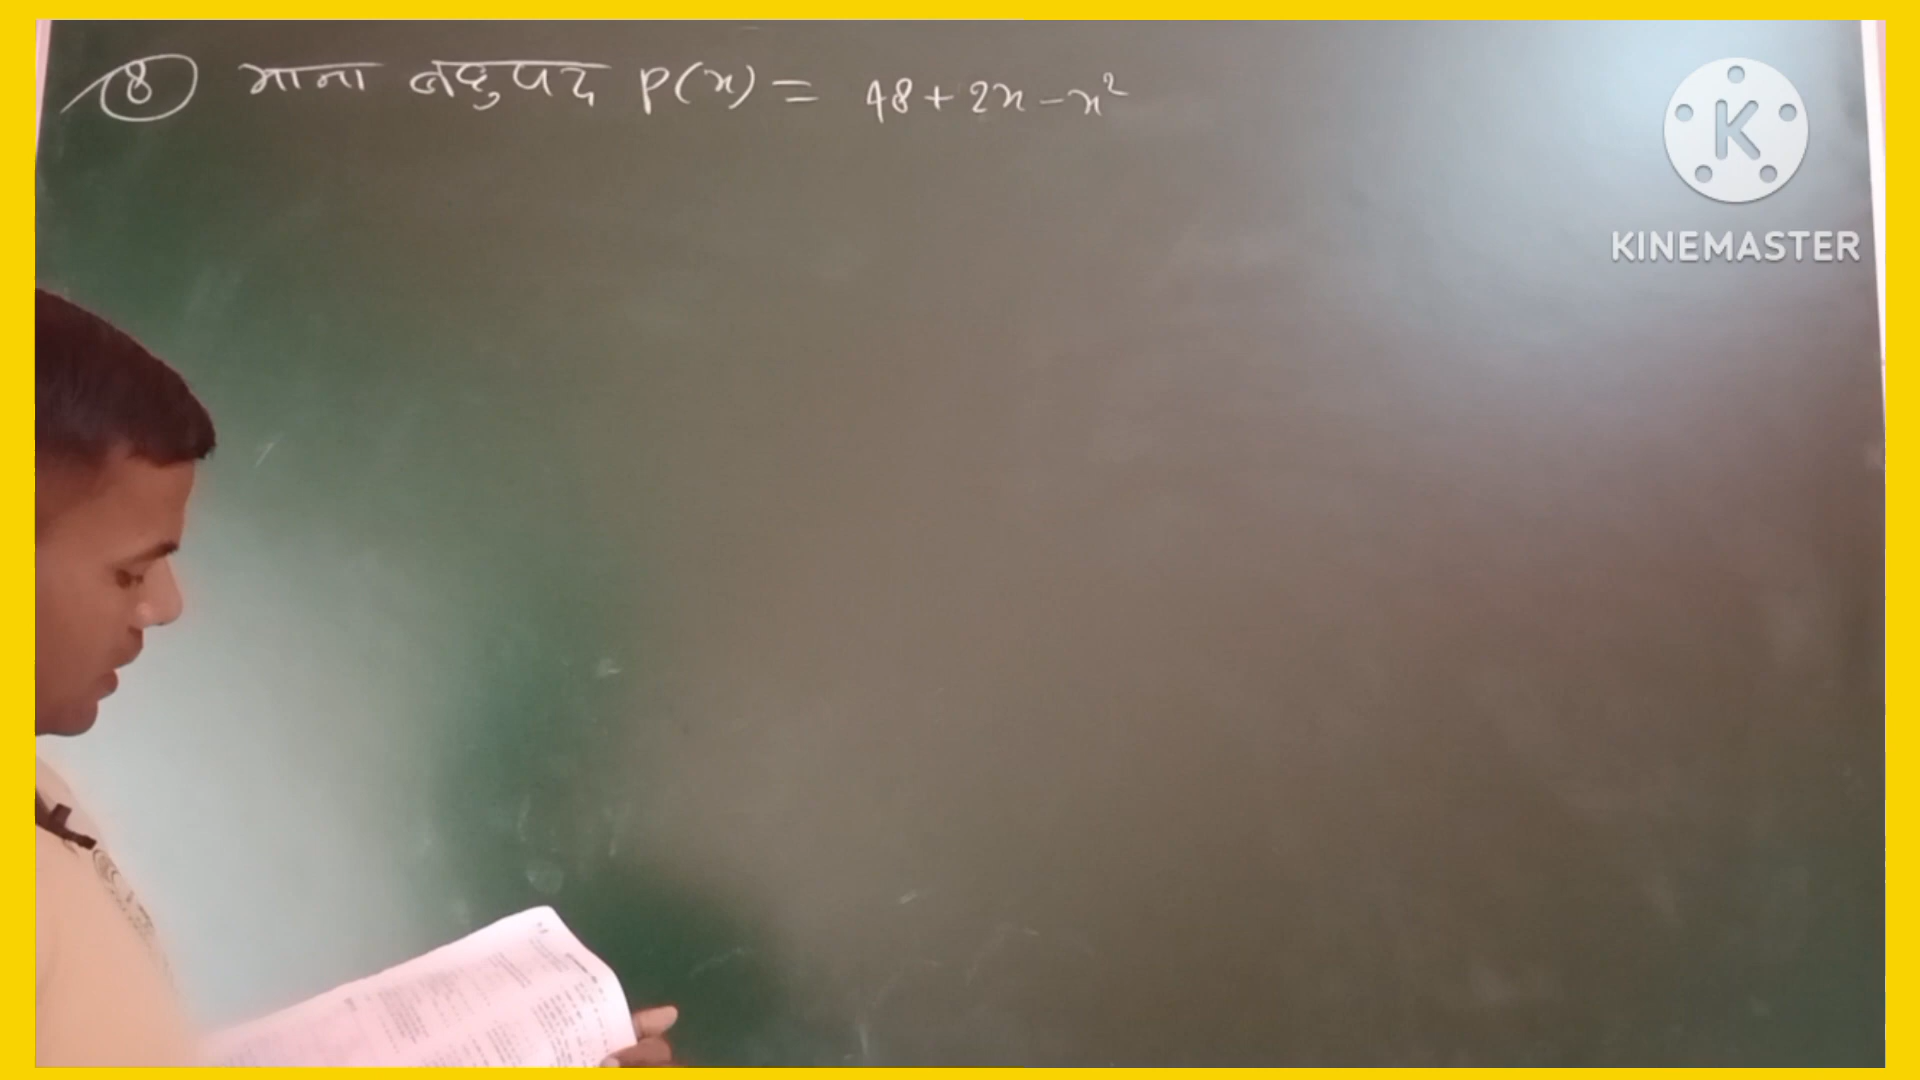 8 माना बहुपद P(x) = 48+2x-x²
K
KINEMASTER